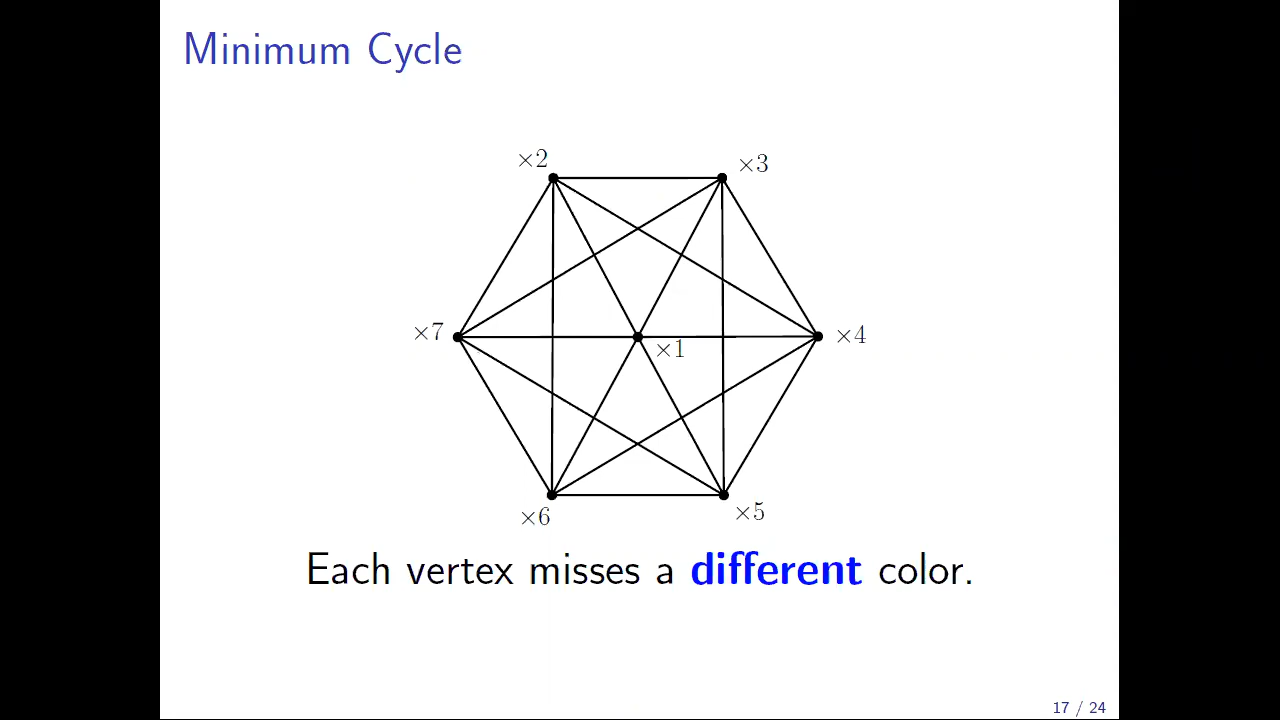 Minimum Cycle
×2
×3
×7
×1
×4
×6
×5
Each vertex misses a different color.
17 / 24